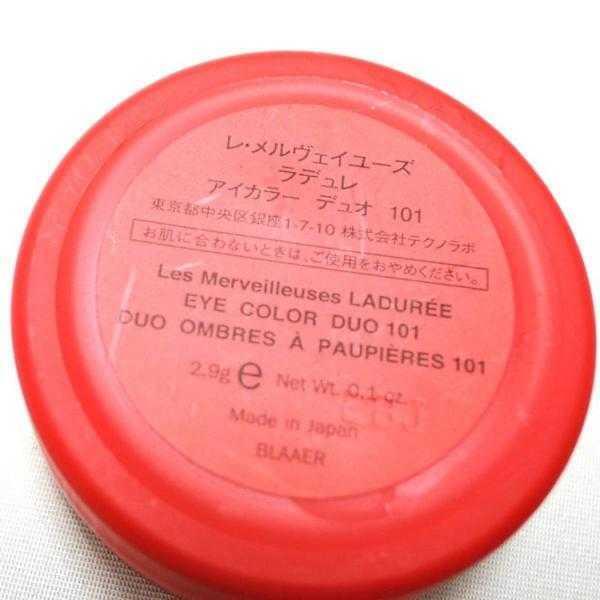 レ・メルヴェイユーズ
ラデュレ
アイカラー デュオ 101
東京都中央区銀座1-7-10 株式会社テクノラボ
お肌に合わないときは、ご使用をおやめください。
Les Merveilleuses LADURÉE
EYE COLOR DUO 101
DUO OMBRES À PAUPIÈRES 101
2.9g e Net Wt. 0.1 oz.
Made in Japan
BLAAER